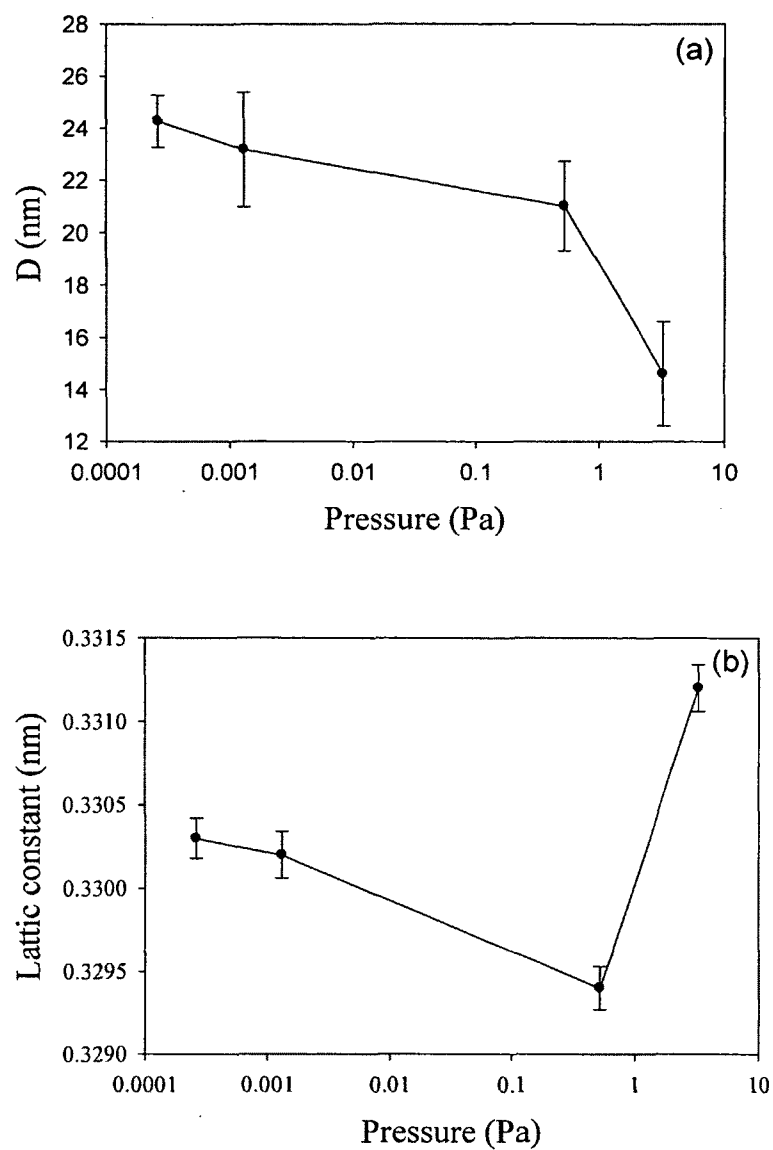 28
(a)
26
24
22
20
18
16
14
12
D (nm)
0.0001 0.001 0.01 0.1 1 10
Pressure (Pa)
0.3315
(b)
0.3310
0.3305
0.3300
0.3295
0.3290
Lattic constant (nm)
0.0001 0.001 0.01 0.1 1 10
Pressure (Pa)